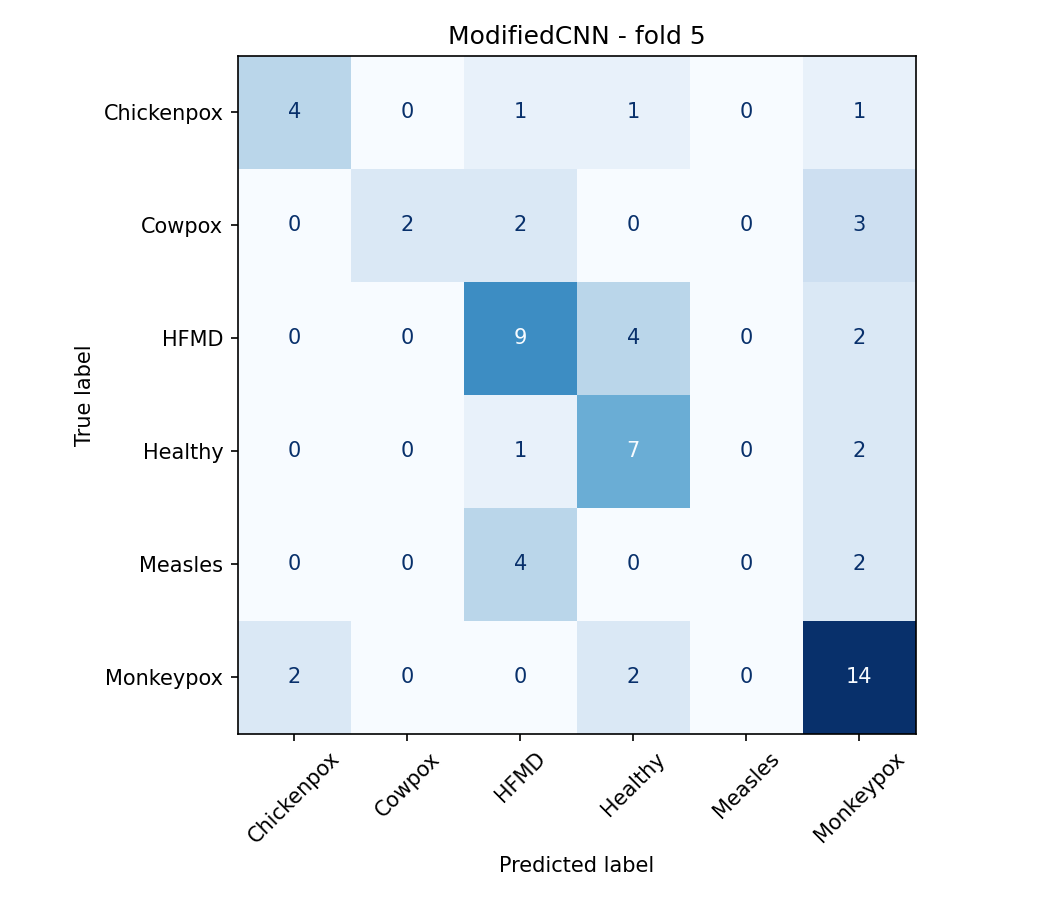 ModifiedCNN - fold 5
Chickenpox 4 0 1 1 0 1
Cowpox 0 2 2 0 0 3
HFMD 0 0 9 4 0 2
Healthy 0 0 1 7 0 2
Measles 0 0 4 0 0 2
Monkeypox 2 0 0 2 0 14
True label
Chickenpox Cowpox HFMD Healthy Measles Monkeypox
Predicted label